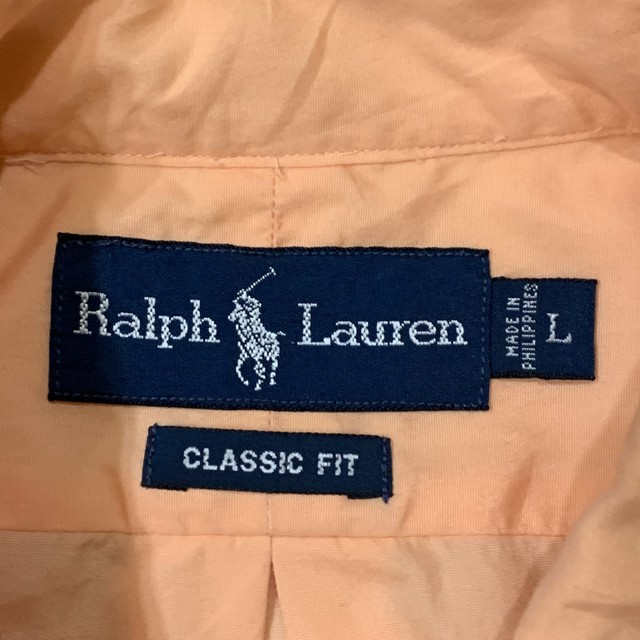 Ralph Lauren
MADE IN
PHILIPPINES
L
CLASSIC FIT